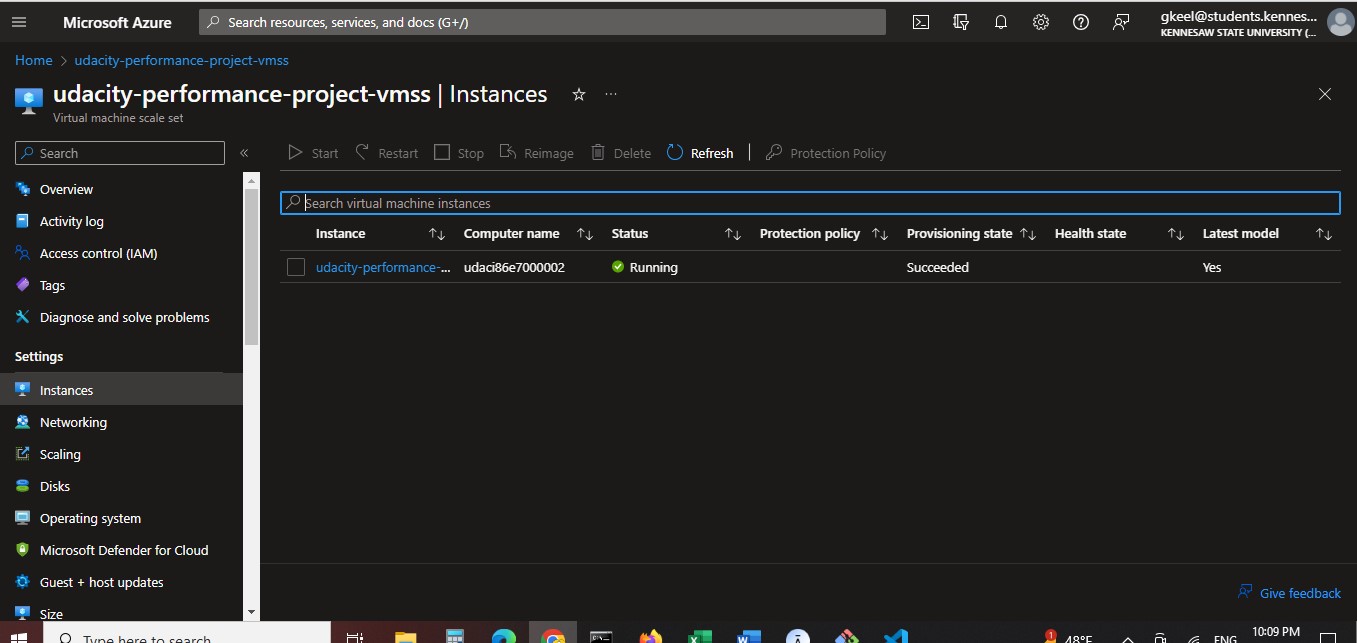 Microsoft Azure
Search resources, services, and docs (G+/)
gkeel@students.kennes...
KENNESAW STATE UNIVERSITY (...
Home > udacity-performance-project-vmss
udacity-performance-project-vmss | Instances
Virtual machine scale set
Search
Start Restart Stop Reimage Delete Refresh | Protection Policy
Search virtual machine instances
Instance Computer name Status Protection policy Provisioning state Health state Latest model
udacity-performance-... udaci86e7000002 Running Succeeded Yes
Overview
Activity log
Access control (IAM)
Tags
Diagnose and solve problems
Settings
Instances
Networking
Scaling
Disks
Operating system
Microsoft Defender for Cloud
Guest + host updates
Size
Give feedback
Type here to search
1
48°F
ENG
10:09 PM